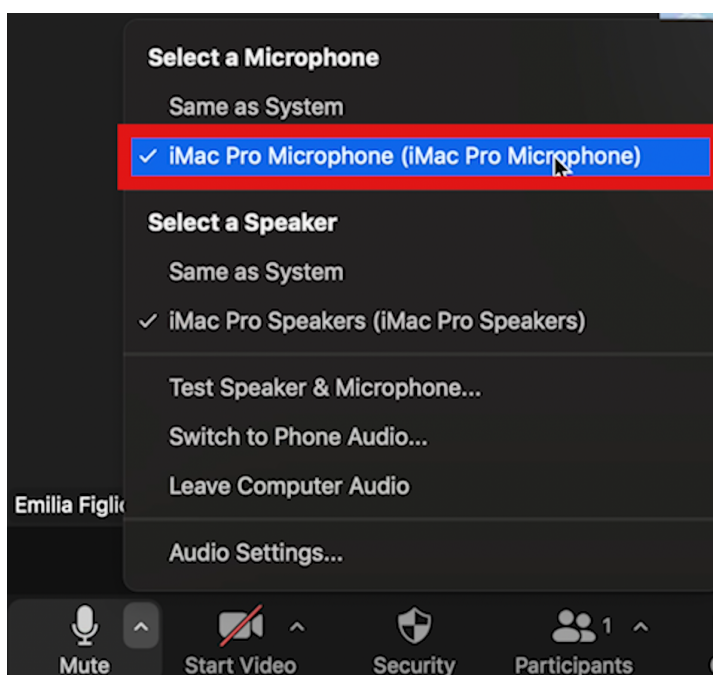 Select a Microphone
Same as System
✓ iMac Pro Microphone (iMac Pro Microphone)
Select a Speaker
Same as System
✓ iMac Pro Speakers (iMac Pro Speakers)
Test Speaker & Microphone...
Switch to Phone Audio...
Leave Computer Audio
Emilia
Audio Settings...
1
Mute Start Video Security Participants